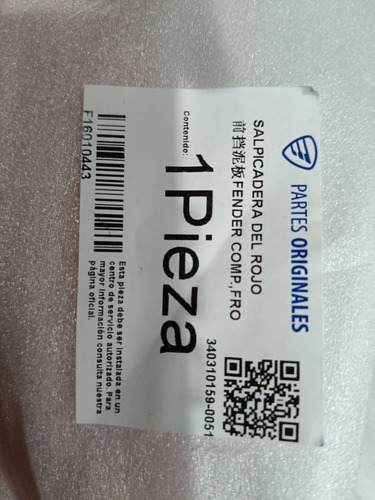 PARTES ORIGINALES
SALPICADERA DEL ROJO
前挡泥板FENDER COMP.,FRO
340310159-0051
Contenido:
1 Pieza
F16010443
Esta pieza debe ser instalada en un
centro de servicio autorizado. Para
mayor información consulta nuestra
página oficial.